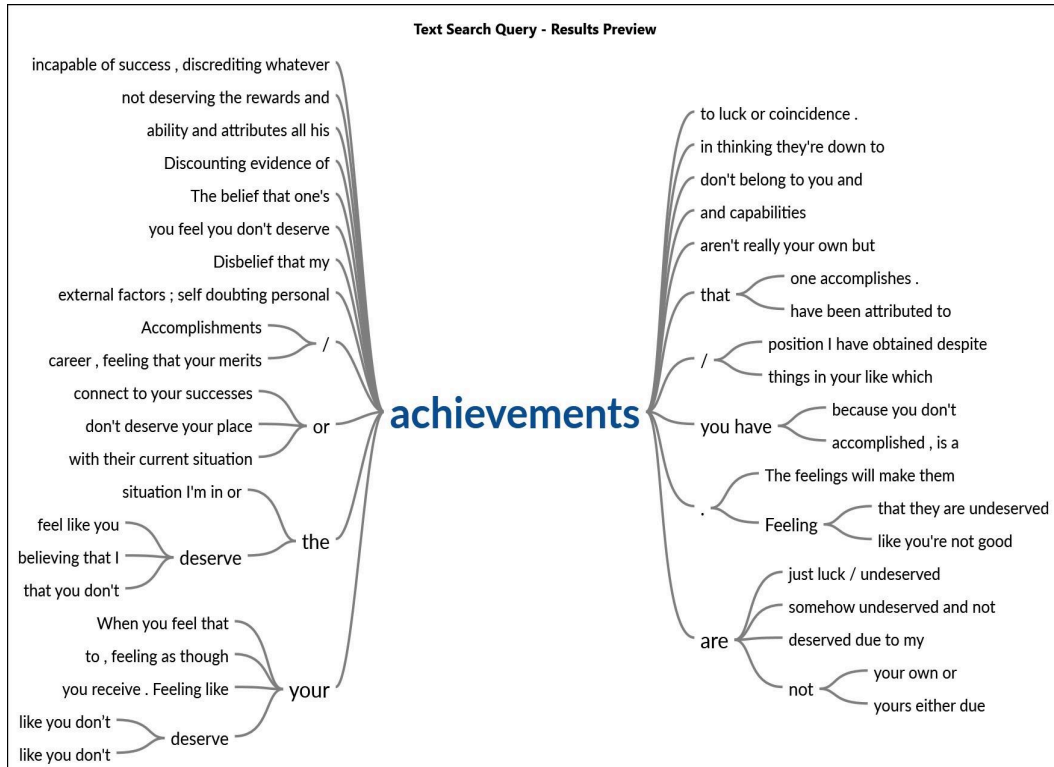 Text Search Query - Results Preview
incapable of success , discrediting whatever
not deserving the rewards and
ability and attributes all his
Discounting evidence of
The belief that one's
you feel you don't deserve
Disbelief that my
external factors ; self doubting personal
Accomplishments
career , feeling that your merits
/
connect to your successes
don't deserve your place
with their current situation
or
situation I'm in or
feel like you
believing that I
that you don't
deserve
the
When you feel that
to , feeling as though
you receive . Feeling like
like you don't
like you don't
deserve
your
achievements
to luck or coincidence .
in thinking they're down to
don't belong to you and
and capabilities
aren't really your own but
that
one accomplishes .
have been attributed to
/
position I have obtained despite
things in your like which
you have
because you don't
accomplished , is a
.
The feelings will make them
Feeling
that they are undeserved
like you're not good
are
just luck / undeserved
somehow undeserved and not
deserved due to my
not
your own or
yours either due